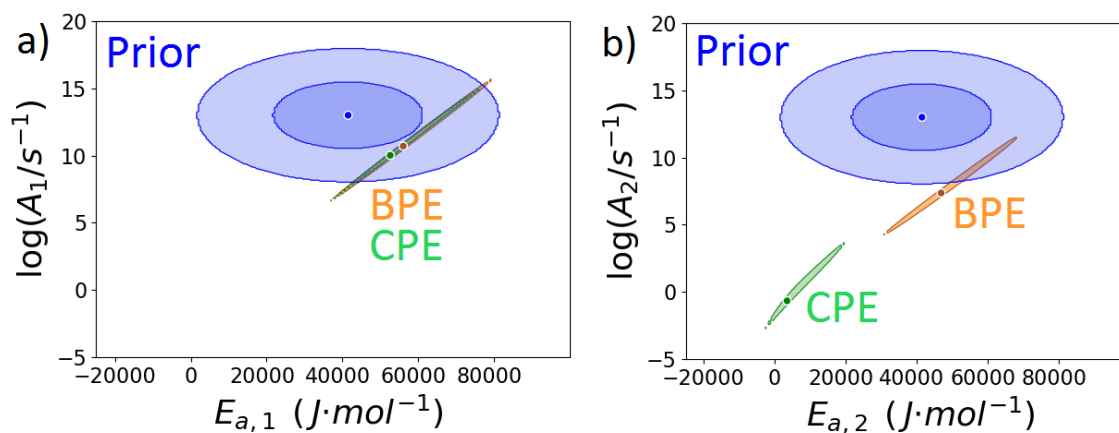 a)
Prior
BPE
CPE
log(A₁/s⁻¹)
20
15
10
5
0
−5
−20000 0 20000 40000 60000 80000
Eₐ,₁ (J·mol⁻¹)
b)
Prior
BPE
CPE
log(A₂/s⁻¹)
20
15
10
5
0
−5
−20000 0 20000 40000 60000 80000
Eₐ,₂ (J·mol⁻¹)